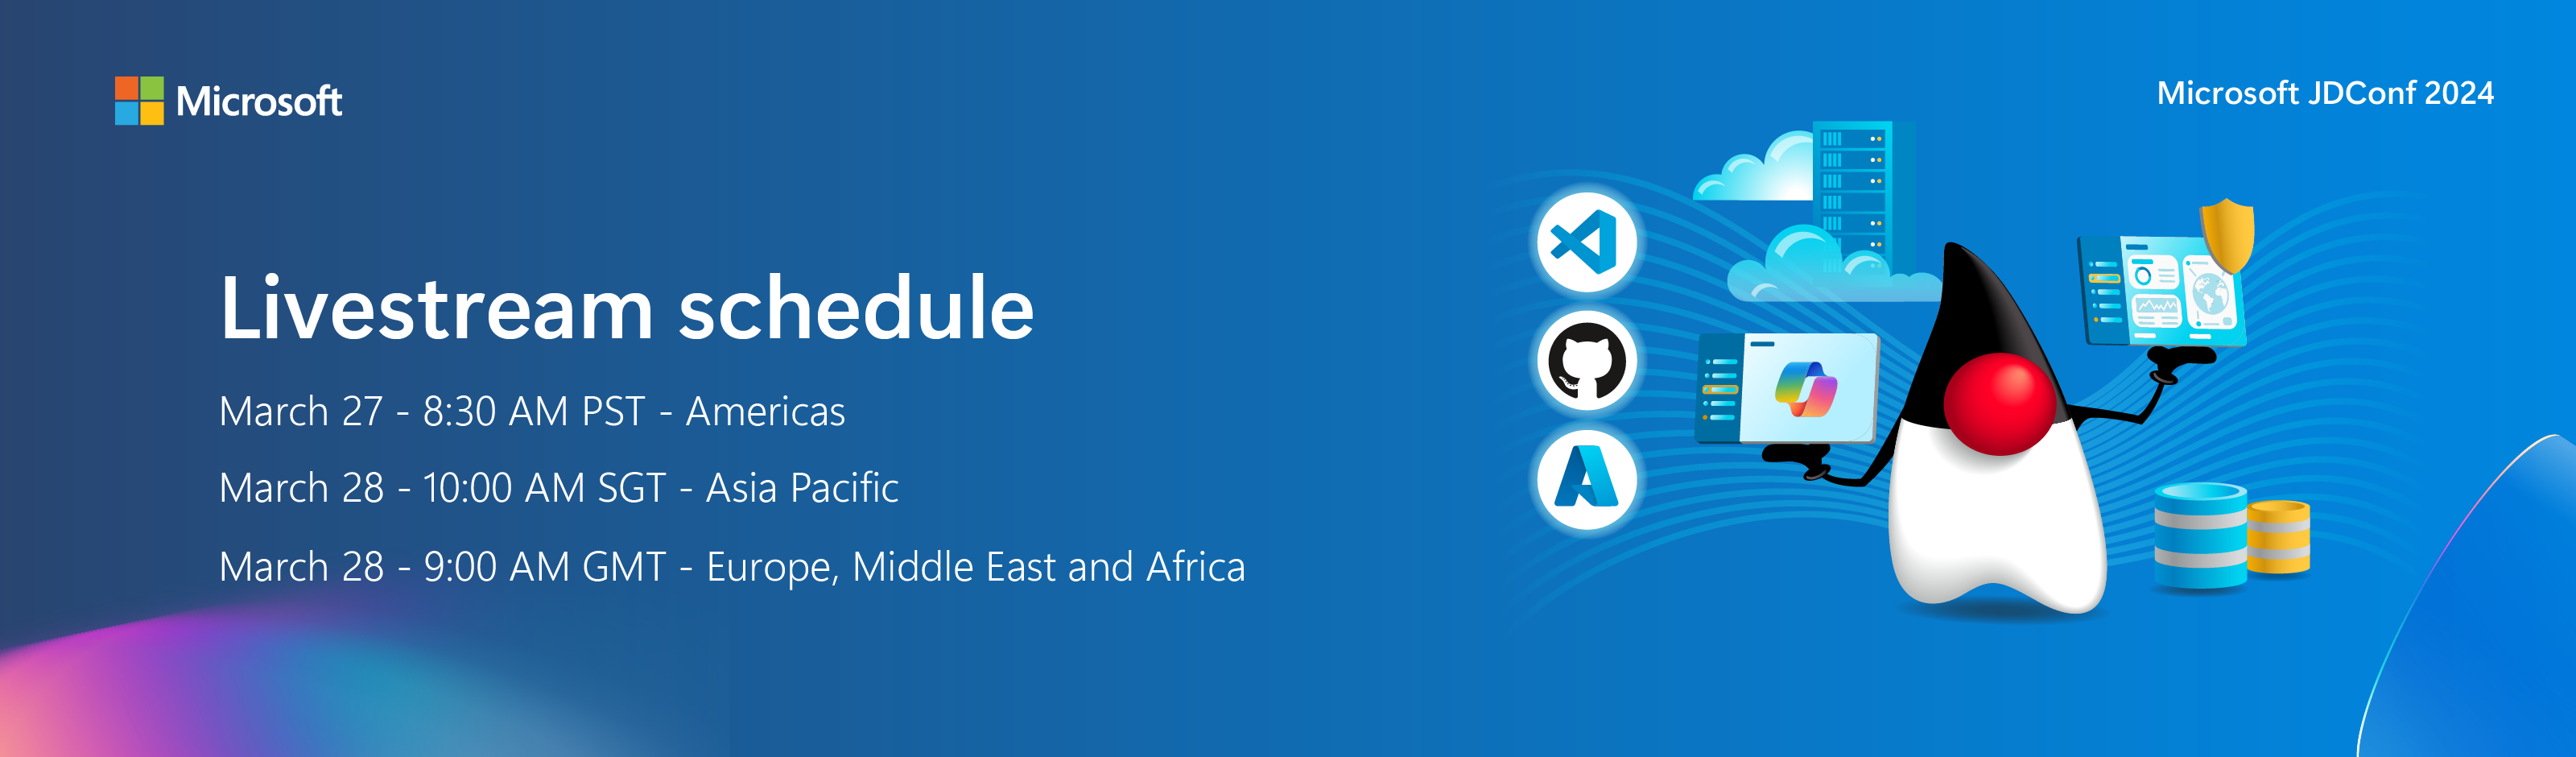 Microsoft
Microsoft JDConf 2024
Livestream schedule
March 27 - 8:30 AM PST - Americas
March 28 - 10:00 AM SGT - Asia Pacific
March 28 - 9:00 AM GMT - Europe, Middle East and Africa